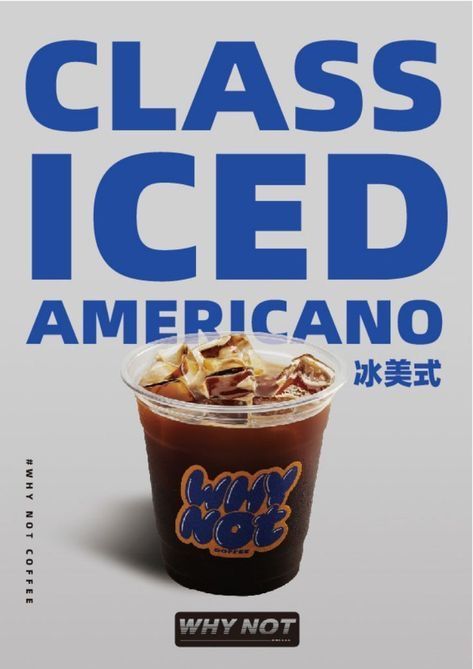 CLASS
ICED
AMERICANO
冰美式
#WHY NOT COFFEE
WHY
NOT
COFFEE
WHY NOT